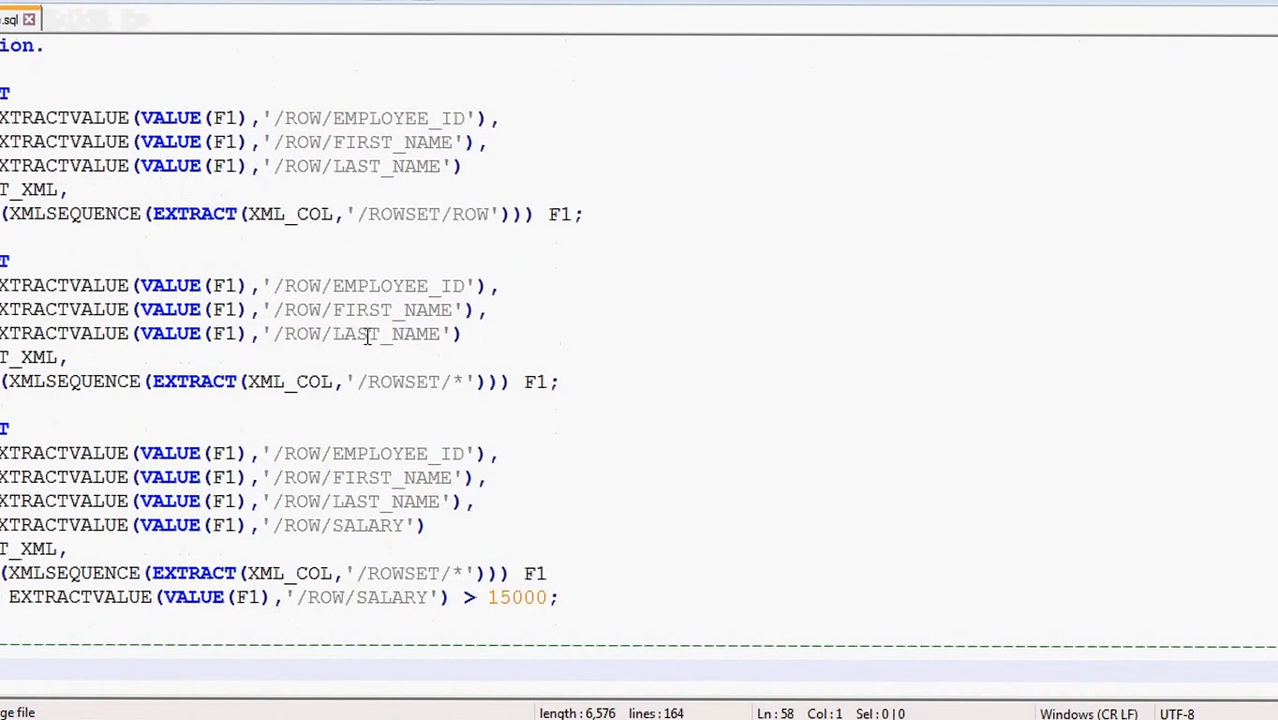 .sql
ion.
T
XTRACTVALUE(VALUE(F1),'/ROW/EMPLOYEE_ID'),
XTRACTVALUE(VALUE(F1),'/ROW/FIRST_NAME'),
XTRACTVALUE(VALUE(F1),'/ROW/LAST_NAME')
T_XML,
(XMLSEQUENCE(EXTRACT(XML_COL,'/ROWSET/ROW'))) F1;
T
XTRACTVALUE(VALUE(F1),'/ROW/EMPLOYEE_ID'),
XTRACTVALUE(VALUE(F1),'/ROW/FIRST_NAME'),
XTRACTVALUE(VALUE(F1),'/ROW/LAST_NAME')
T_XML,
(XMLSEQUENCE(EXTRACT(XML_COL,'/ROWSET/*'))) F1;
T
XTRACTVALUE(VALUE(F1),'/ROW/EMPLOYEE_ID'),
XTRACTVALUE(VALUE(F1),'/ROW/FIRST_NAME'),
XTRACTVALUE(VALUE(F1),'/ROW/LAST_NAME'),
XTRACTVALUE(VALUE(F1),'/ROW/SALARY')
T_XML,
(XMLSEQUENCE(EXTRACT(XML_COL,'/ROWSET/*'))) F1
EXTRACTVALUE(VALUE(F1),'/ROW/SALARY') > 15000;
ge file length : 6,576 lines : 164 Ln : 58 Col : 1 Sel : 0 | 0 Windows (CR LF) UTF-8